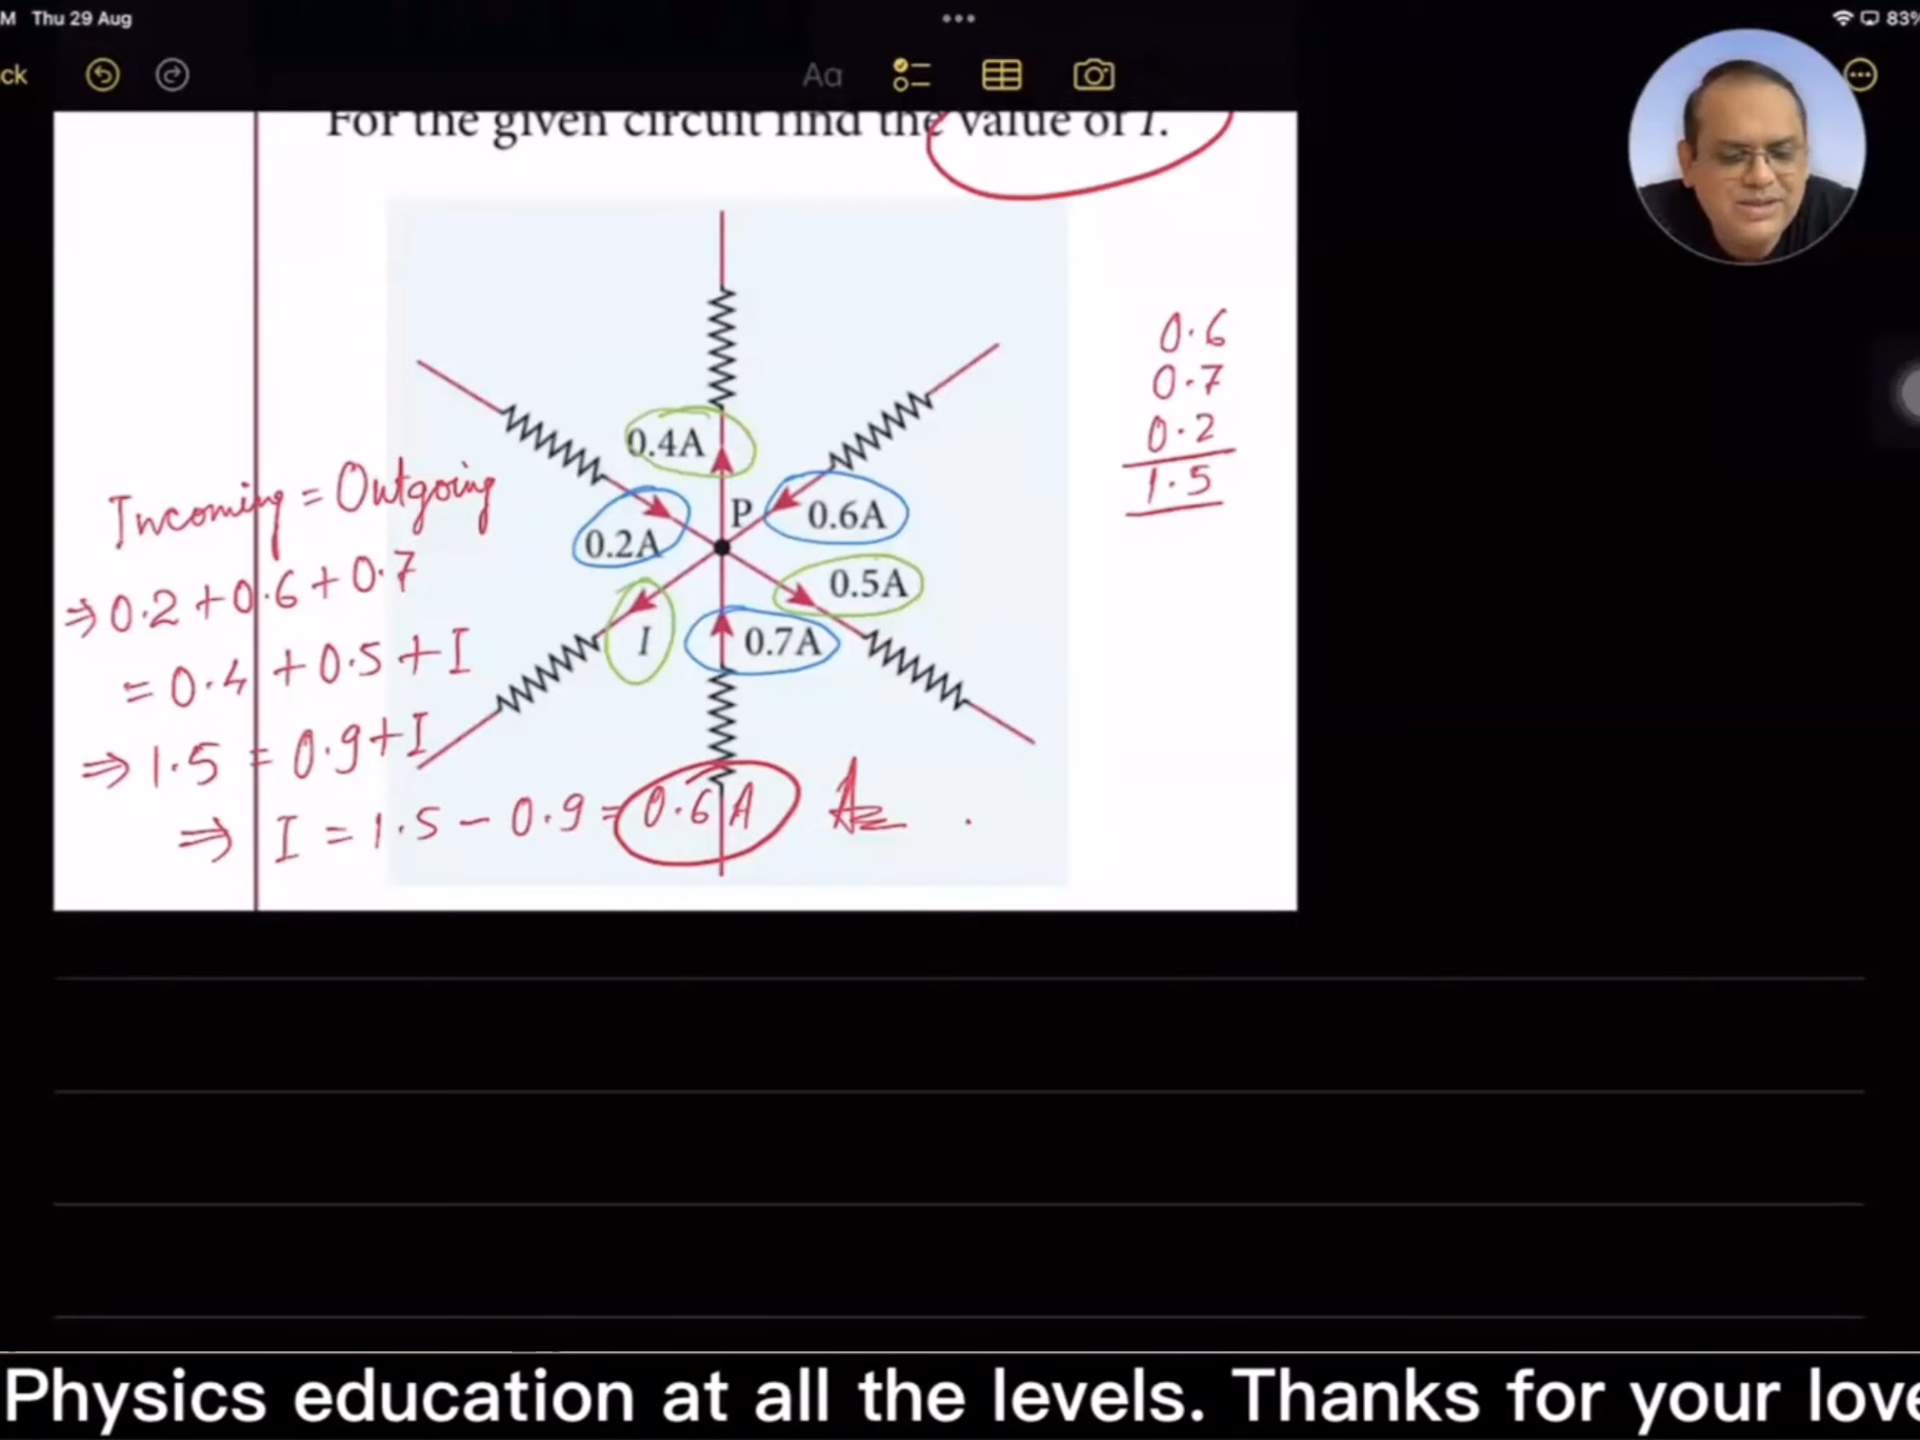 M Thu 29 Aug
83%
ck
Aa
For the given circuit find the value of I.
0.6
0.7
0.2
1.5
0.4A
P
0.6A
0.2A
0.5A
I
0.7A
Incoming = Outgoing
⇒ 0.2 + 0.6 + 0.7
= 0.4 + 0.5 + I
⇒ 1.5 = 0.9 + I
⇒ I = 1.5 - 0.9 = 0.6 A
Physics education at all the levels. Thanks for your love